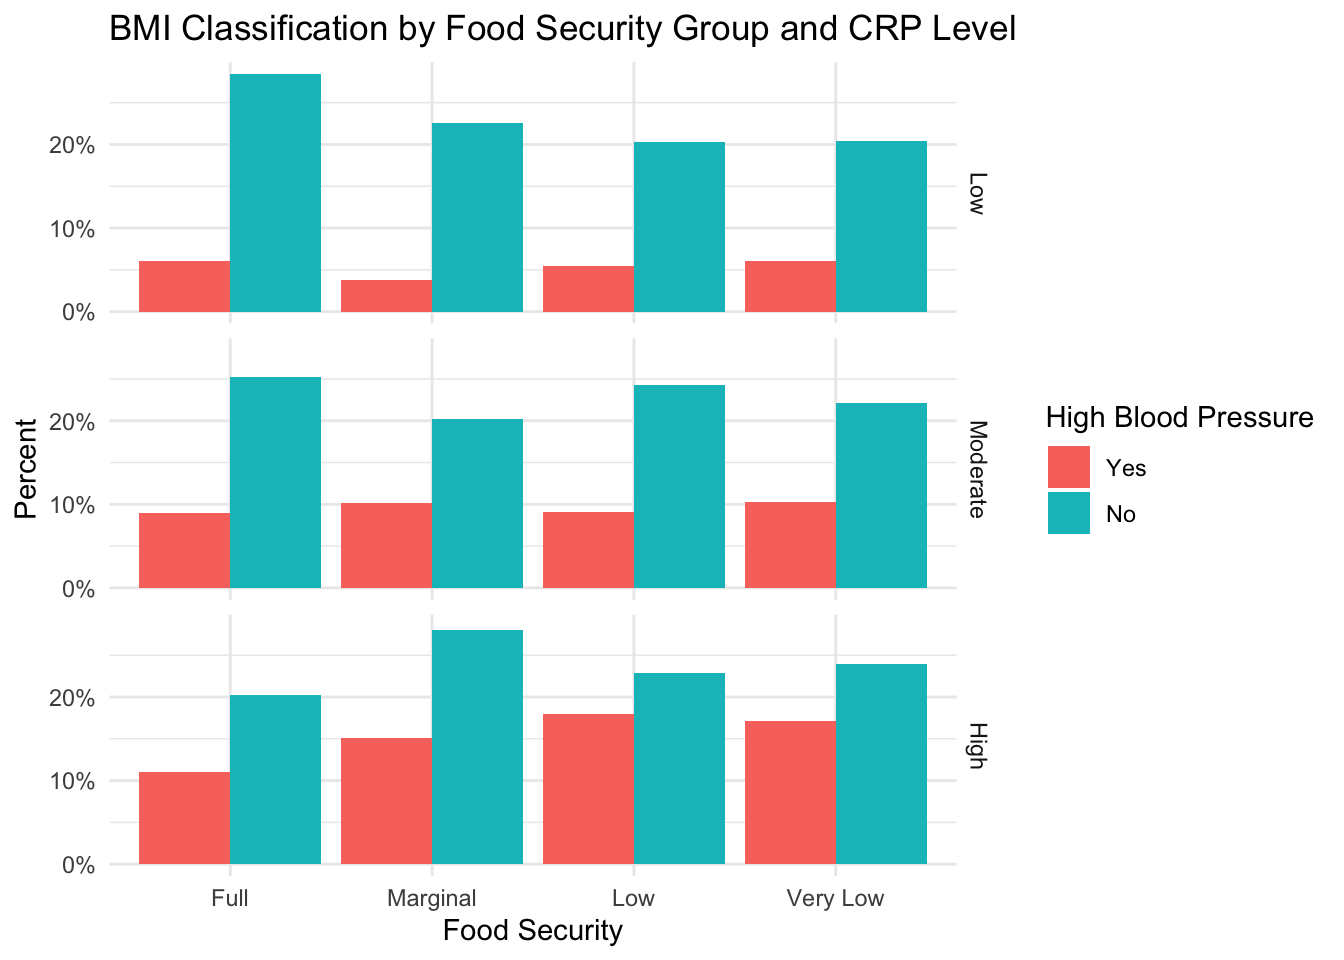 BMI Classification by Food Security Group and CRP Level
20%
10%
0%
Low
20%
10%
0%
Moderate
20%
10%
0%
High
Percent
Full
Marginal
Low
Very Low
Food Security
High Blood Pressure
Yes
No